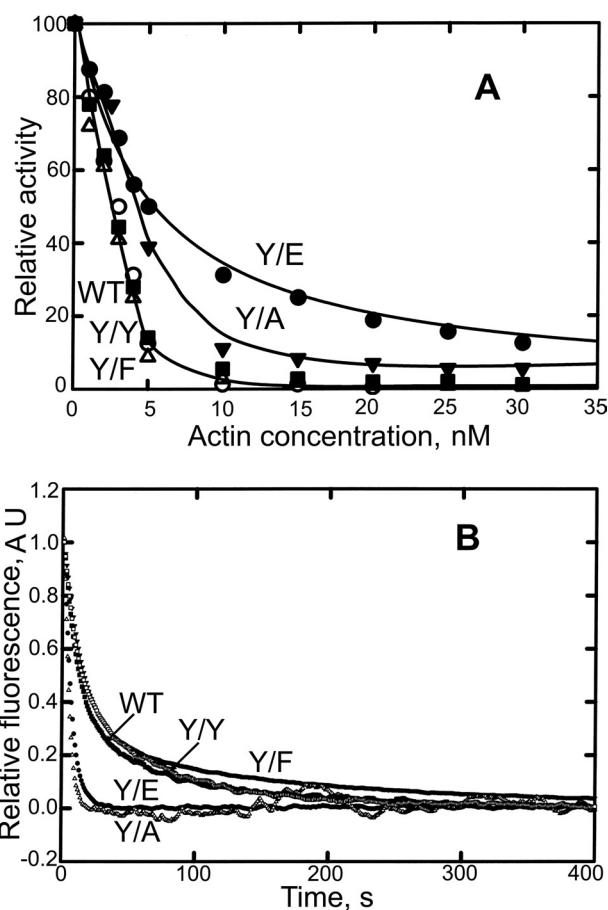 100
A
80
Relative activity
60
40
Y/E
WT
Y/A
20
Y/Y
Y/F
0
0 5 10 15 20 25 30 35
Actin concentration, nM
1.2
B
1.0
Relative fluorescence, A U
0.8
0.6
0.4
WT
Y/Y
0.2
Y/F
Y/E
0.0
Y/A
-0.2
0 100 200 300 400
Time, s